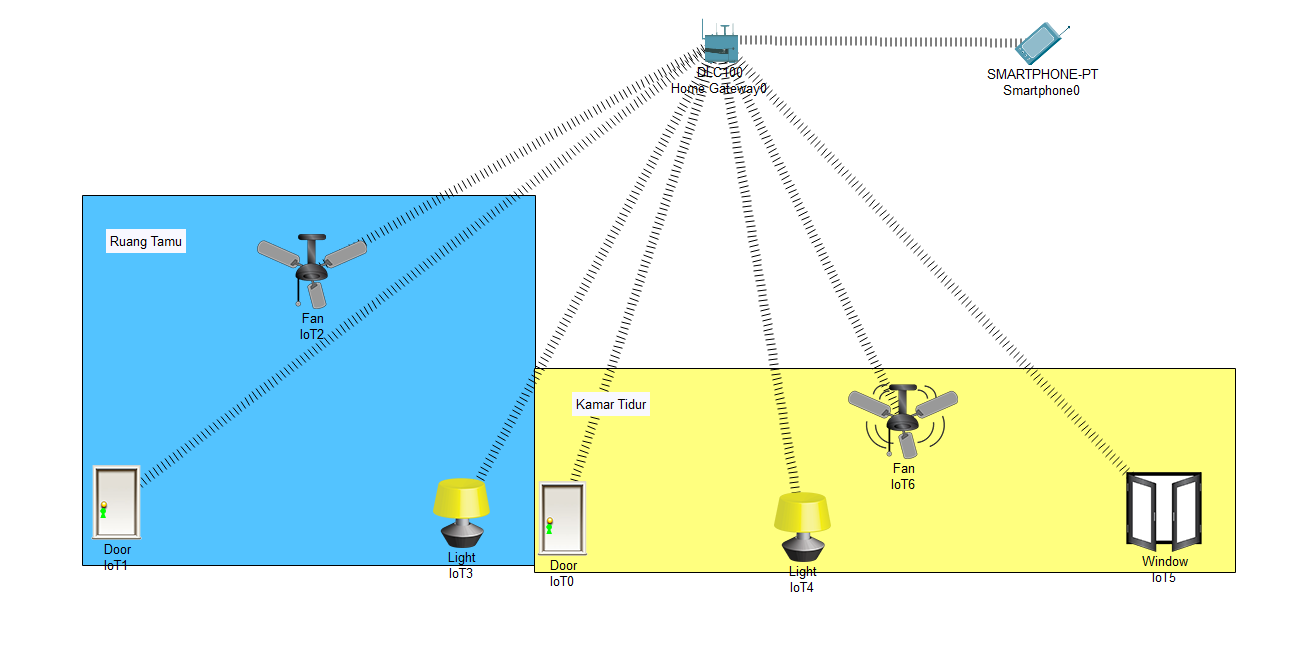 DLC100
Home Gateway0
SMARTPHONE-PT
Smartphone0
Ruang Tamu
Fan
IoT2
Kamar Tidur
Fan
IoT6
Door
IoT1
Light
IoT3
Door
IoT0
Light
IoT4
Window
IoT5